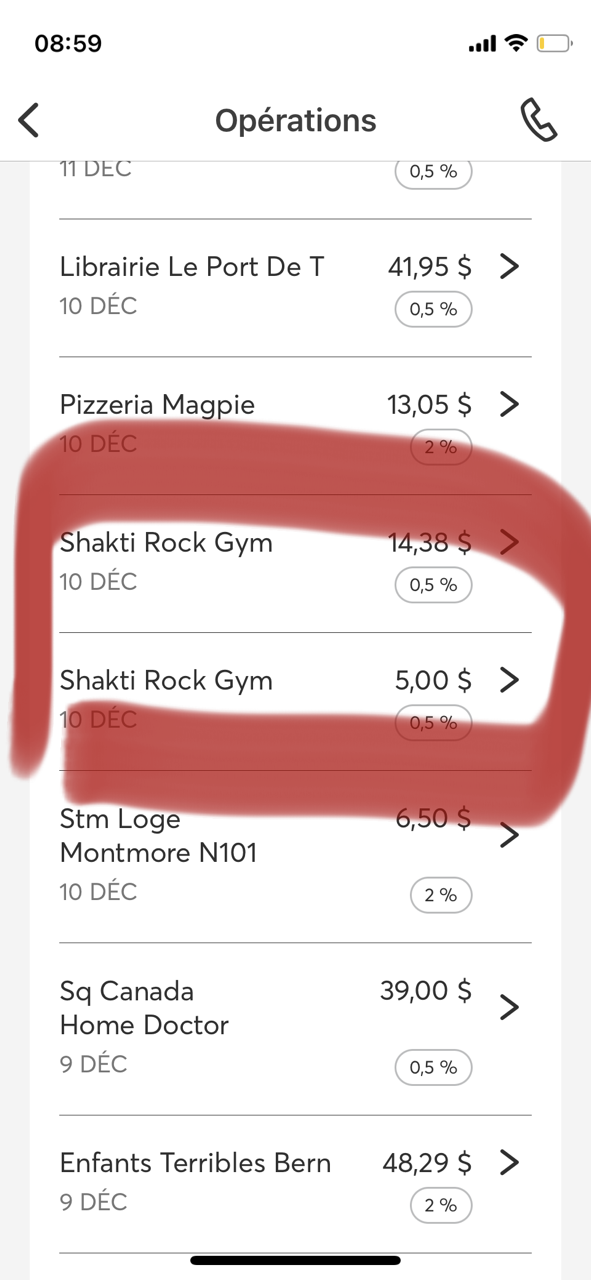 08:59
Opérations
11 DÉC
0,5 %
Librairie Le Port De T 41,95 $
10 DÉC 0,5 %
Pizzeria Magpie 13,05 $
10 DÉC 2 %
Shakti Rock Gym 14,38 $
10 DÉC 0,5 %
Shakti Rock Gym 5,00 $
10 DÉC 0,5 %
Stm Loge 6,50 $
Montmore N101
10 DÉC 2 %
Sq Canada 39,00 $
Home Doctor
9 DÉC 0,5 %
Enfants Terribles Bern 48,29 $
9 DÉC 2 %